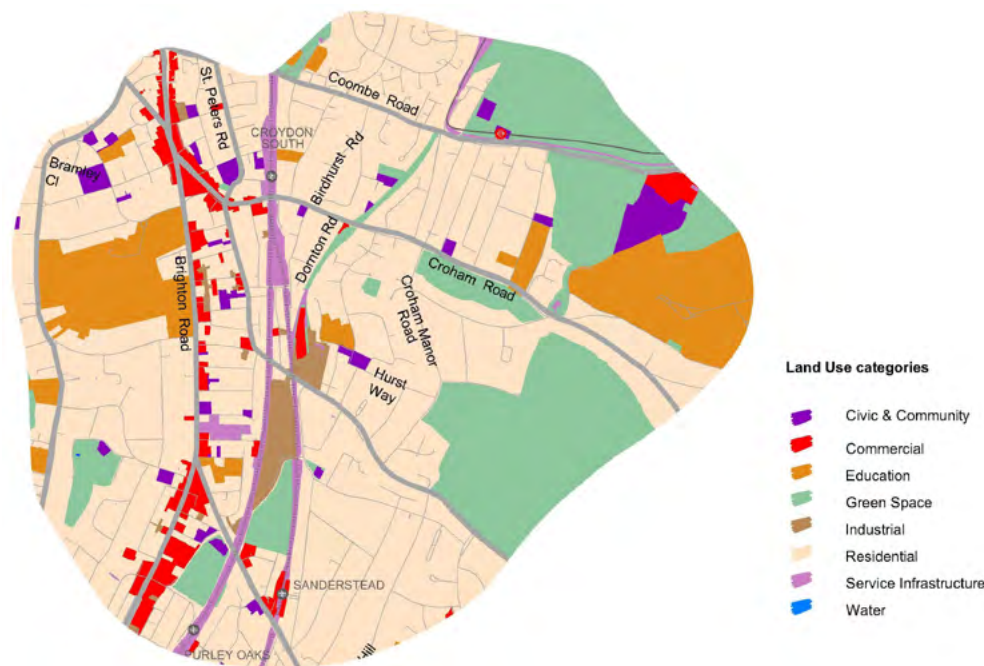 Coombe Road
St. Peters Rd
CROYDON
SOUTH
Birdhurst Rd
Bramley
Cl
Dornton Rd
Croham Road
Brighton Road
Croham Manor
Road
Hurst
Way
SANDERSTEAD
PURLEY OAKS
Hill
Land Use categories
Civic & Community
Commercial
Education
Green Space
Industrial
Residential
Service Infrastructure
Water